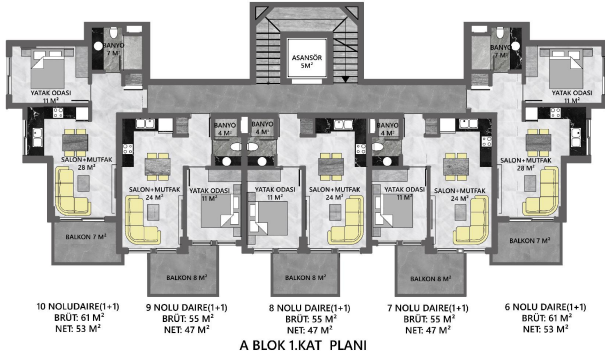 BANYO
7 M²
YATAK ODASI
11 M²
SALON+MUTFAK
28 M²
BALKON 7 M²
ASANSÖR
5M²
BANYO
7 M²
YATAK ODASI
11 M²
SALON+MUTFAK
28 M²
BALKON 7 M²
BANYO
4 M²
SALON+MUTFAK
24 M²
YATAK ODASI
11 M²
BALKON 8 M²
BANYO
4 M²
YATAK ODASI
11 M²
SALON+MUTFAK
24 M²
BALKON 8 M²
BANYO
4 M²
YATAK ODASI
11 M²
SALON+MUTFAK
24 M²
BALKON 8 M²
10 NOLUDAIRE(1+1)
BRÜT: 61 M²
NET: 53 M²
9 NOLU DAIRE(1+1)
BRÜT: 55 M²
NET: 47 M²
8 NOLU DAIRE(1+1)
BRÜT: 55 M²
NET: 47 M²
7 NOLU DAIRE(1+1)
BRÜT: 55 M²
NET: 47 M²
6 NOLU DAIRE(1+1)
BRÜT: 61 M²
NET: 53 M²
A BLOK 1.KAT PLANI